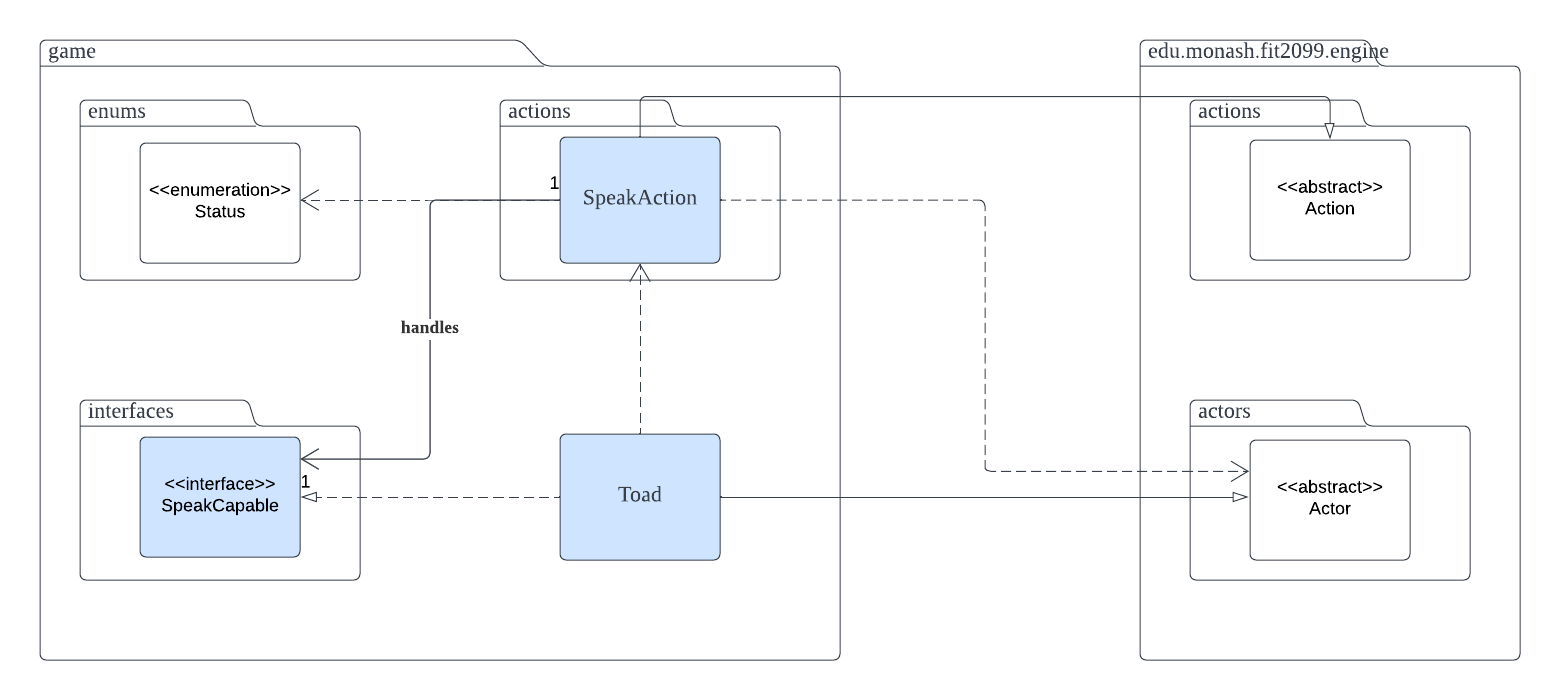 game
edu.monash.fit2099.engine
enums
actions
actions
<<enumeration>>
Status
1
SpeakAction
<<abstract>>
Action
handles
interfaces
actors
<<interface>>
SpeakCapable
1
Toad
<<abstract>>
Actor